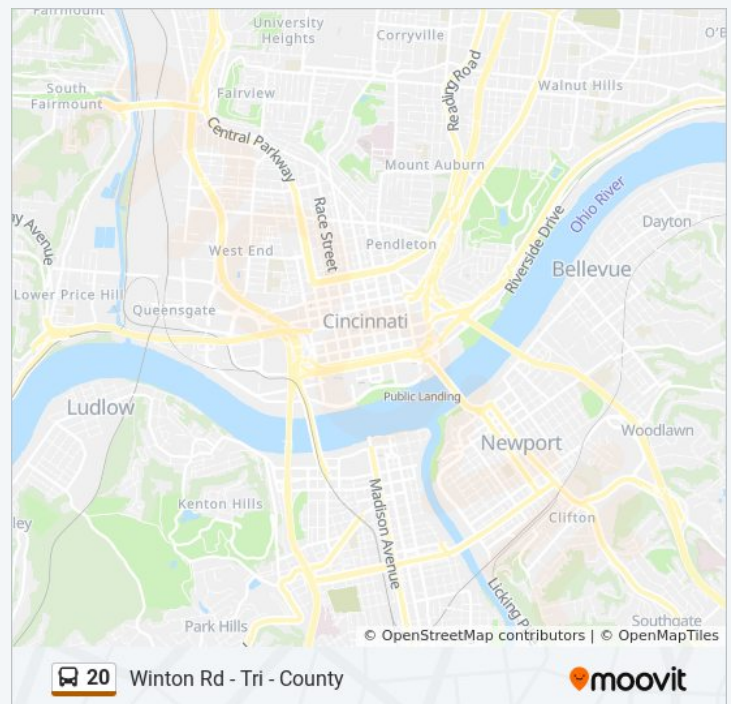 Fairmount
University
Heights
Corryville
O'B
South
Fairmount
Fairview
Reading Road
Walnut Hills
Central Parkway
Mount Auburn
Race Street
Ohio River
Dayton
ay Avenue
West End
Pendleton
Riverside Drive
Bellevue
Lower Price Hill
Queensgate
Cincinnati
Ludlow
Public Landing
Newport
Woodlawn
Kenton Hills
Madison Avenue
Clifton
ley
Licking R
Park Hills
Southgate
© OpenStreetMap contributors | © OpenMapTiles
20 Winton Rd - Tri - County
moovit